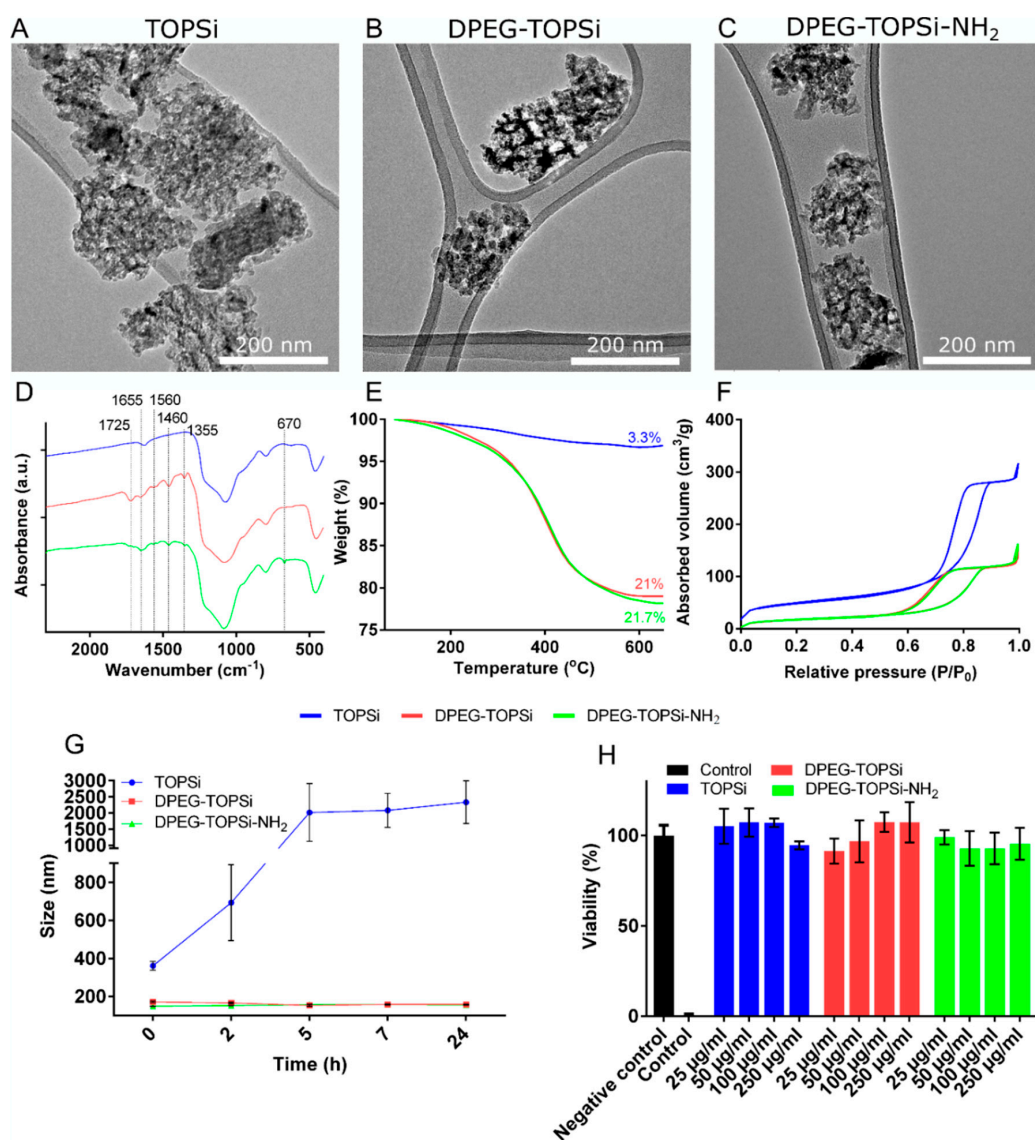 A
TOPSi
B
DPEG-TOPSi
C
DPEG-TOPSi-NH₂
200 nm
200 nm
200 nm
D
1655
1560
1725
1460
1355
670
Absorbance (a.u.)
2000
1500
1000
500
Wavenumber (cm⁻¹)
E
100
95
90
85
80
75
Weight (%)
3.3%
21%
21.7%
200
400
600
Temperature (°C)
F
400
300
200
100
0
Absorbed volume (cm³/g)
0.0
0.2
0.4
0.6
0.8
1.0
Relative pressure (P/P₀)
TOPSi
DPEG-TOPSi
DPEG-TOPSi-NH₂
G
TOPSi
DPEG-TOPSi
DPEG-TOPSi-NH₂
3000
2500
2000
1500
1000
800
600
400
200
Size (nm)
0
2
5
7
24
Time (h)
H
Control
DPEG-TOPSi
TOPSi
DPEG-TOPSi-NH₂
100
50
0
Viability (%)
Negative control
Control
25 µg/ml
50 µg/ml
100 µg/ml
250 µg/ml
25 µg/ml
50 µg/ml
100 µg/ml
250 µg/ml
25 µg/ml
50 µg/ml
100 µg/ml
250 µg/ml